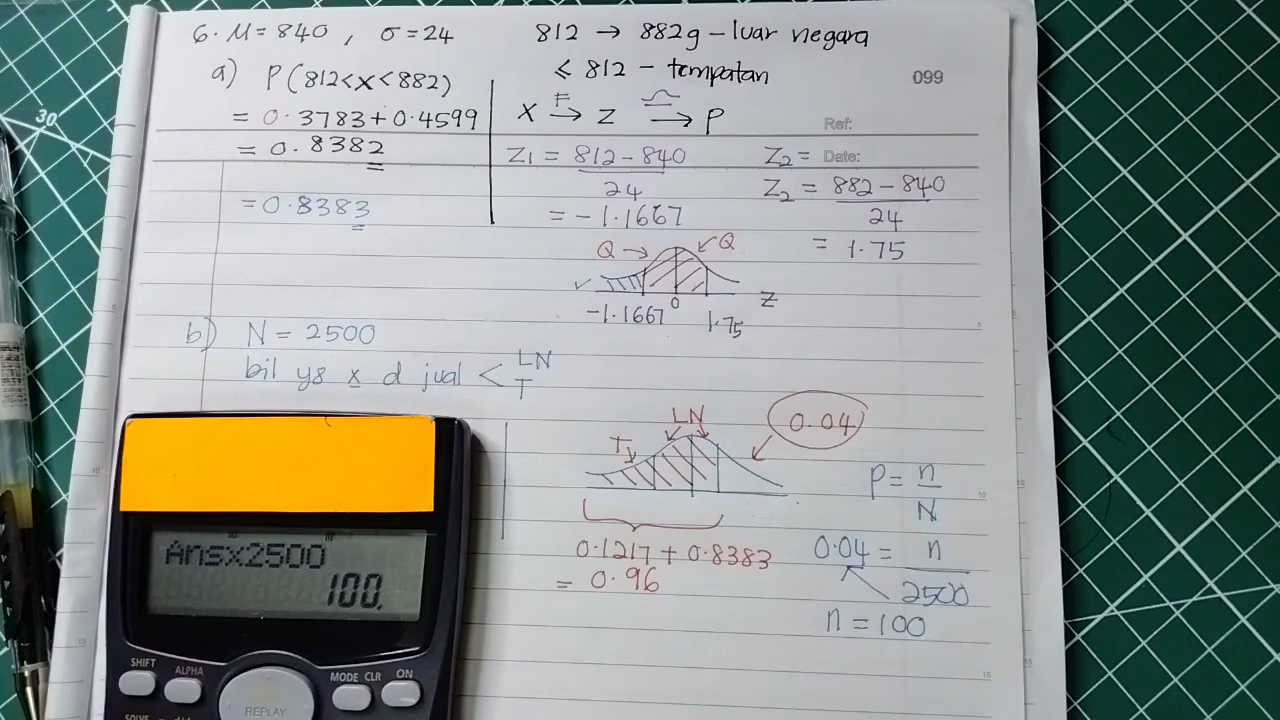 6. μ = 840 , σ = 24
812 → 882g – luar negara
≤ 812 – tempatan
099
a) P(812<x<882)
= 0.3783 + 0.4599
= 0.8382
= 0.8383
X → Z → P
Ref:
Date:
Z₁ = 812 – 840
24
= –1.1667
Z₂ =
Z₂ = 882 – 840
24
= 1.75
Q → ← Q
–1.1667 0 1.75 Z
b) N = 2500
bil yg x d jual < LN
T
LN
0.04
T
P = n
N
0.1217 + 0.8383
= 0.96
0.04 = n
2500
n = 100
Ans×2500
100.
SHIFT
ALPHA
MODE CLR
ON
REPLAY
30